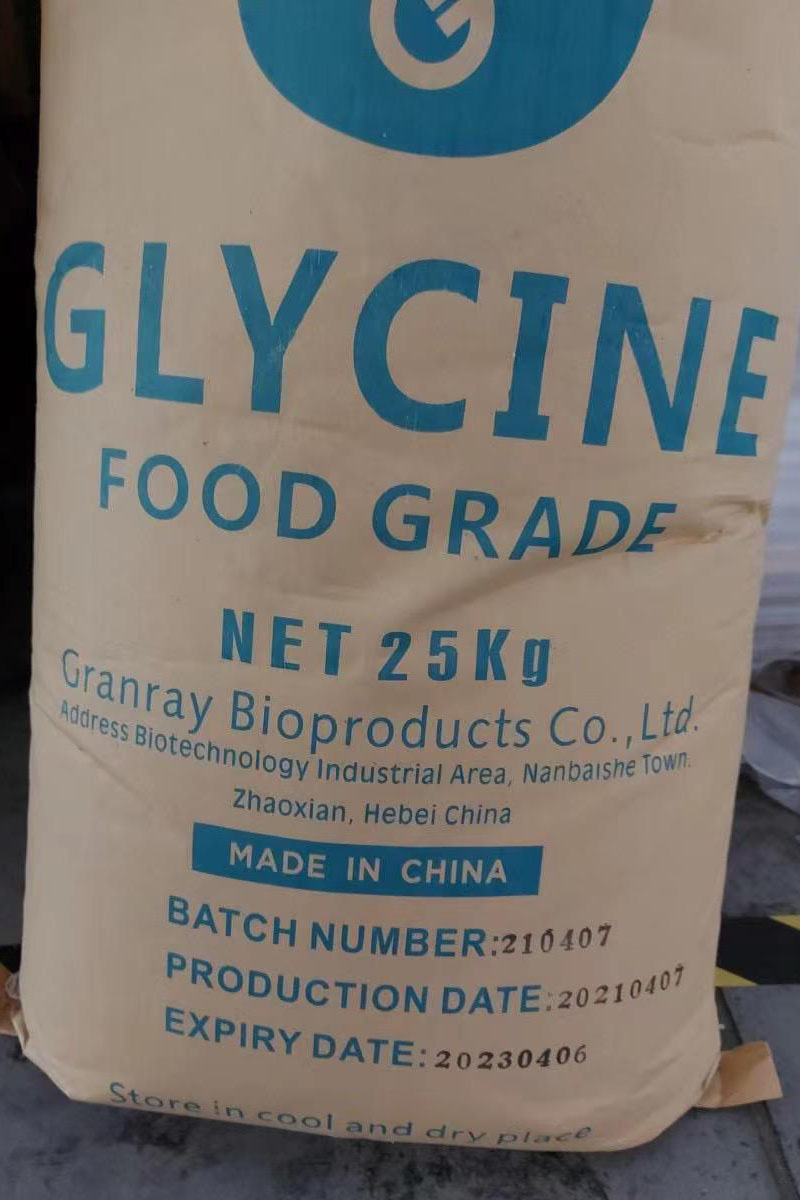 GLYCINE
FOOD GRADE
NET 25Kg
Granray Bioproducts Co.,Ltd.
Address Biotechnology Industrial Area, Nanbaishe Town.
Zhaoxian, Hebei China
MADE IN CHINA
BATCH NUMBER:210407
PRODUCTION DATE:20210407
EXPIRY DATE:20230406
Store in cool and dry place